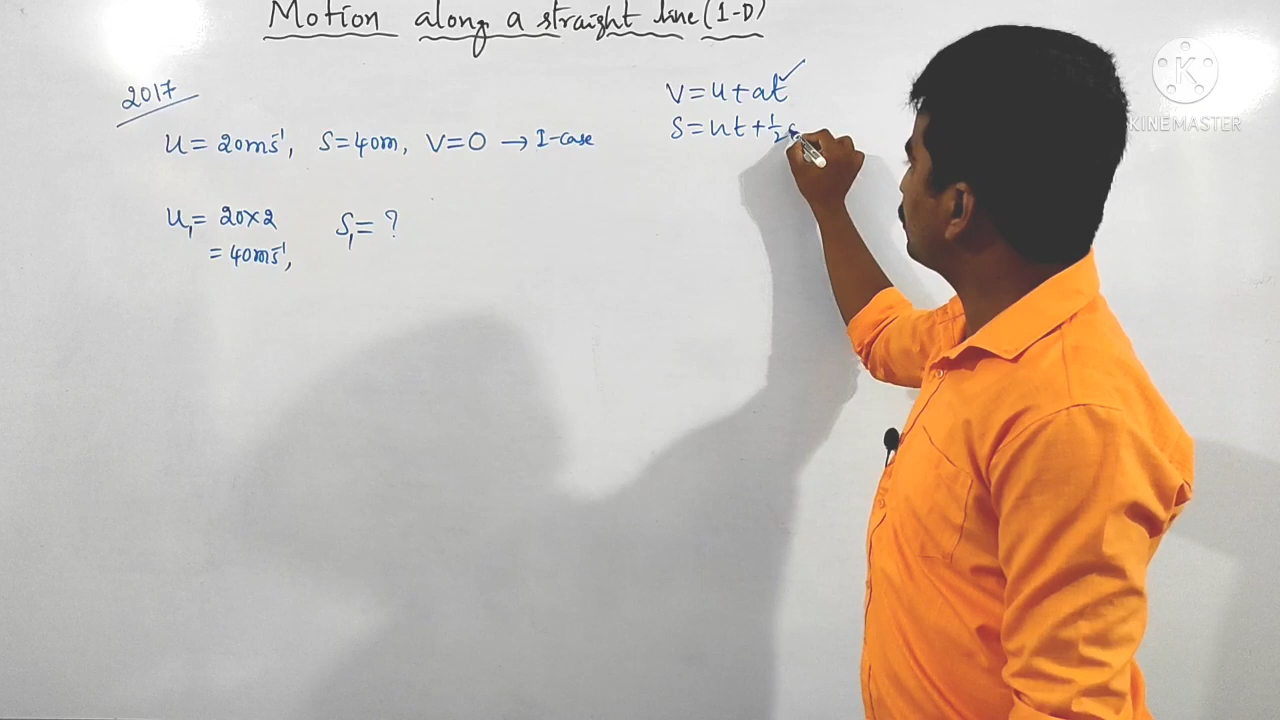 Motion along a straight line (1-D)
2017
u = 20ms⁻¹, S = 40m, V = 0 → I-case
u₁ = 20×2
= 40ms⁻¹,
S₁ = ?
V = u + at ✓
S = ut + ½
K
KINEMASTER